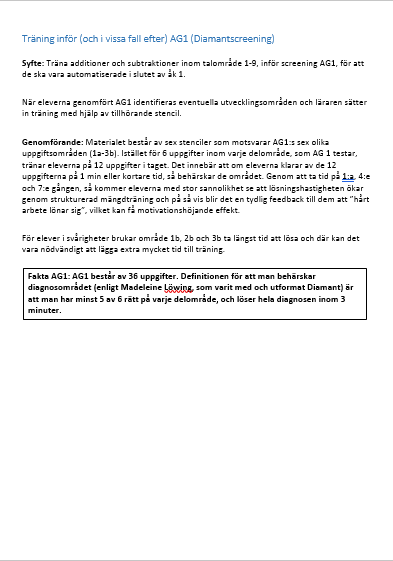 Träning inför (och i vissa fall efter) AG1 (Diamantscreening)
Syfte: Träna additioner och subtraktioner inom talområde 1-9, inför screening AG1, för att
de ska vara automatiserade i slutet av åk 1.
När eleverna genomfört AG1 identifieras eventuella utvecklingsområden och läraren sätter
in träning med hjälp av tillhörande stencil.
Genomförande: Materialet består av sex stenciler som motsvarar AG1:s sex olika
uppgiftsområden (1a-3b). Istället för 6 uppgifter inom varje delområde, som AG 1 testar,
tränar eleverna på 12 uppgifter i taget. Det innebär att om eleverna klarar av de 12
uppgifterna på 1 min eller kortare tid, så behärskar de området. Genom att ta tid på 1:a, 4:e
och 7:e gången, så kommer eleverna med stor sannolikhet se att lösningshastigheten ökar
genom strukturerad mängdträning och på så vis blir det en tydlig feedback till dem att "hårt
arbete lönar sig", vilket kan få motivationshöjande effekt.
För elever i svårigheter brukar område 1b, 2b och 3b ta längst tid att lösa och där kan det
vara nödvändigt att lägga extra mycket tid till träning.
Fakta AG1: AG1 består av 36 uppgifter. Definitionen för att man behärskar
diagnosområdet (enligt Madeleine Löwing, som varit med och utformat Diamant) är
att man har minst 5 av 6 rätt på varje delområde, och löser hela diagnosen inom 3
minuter.